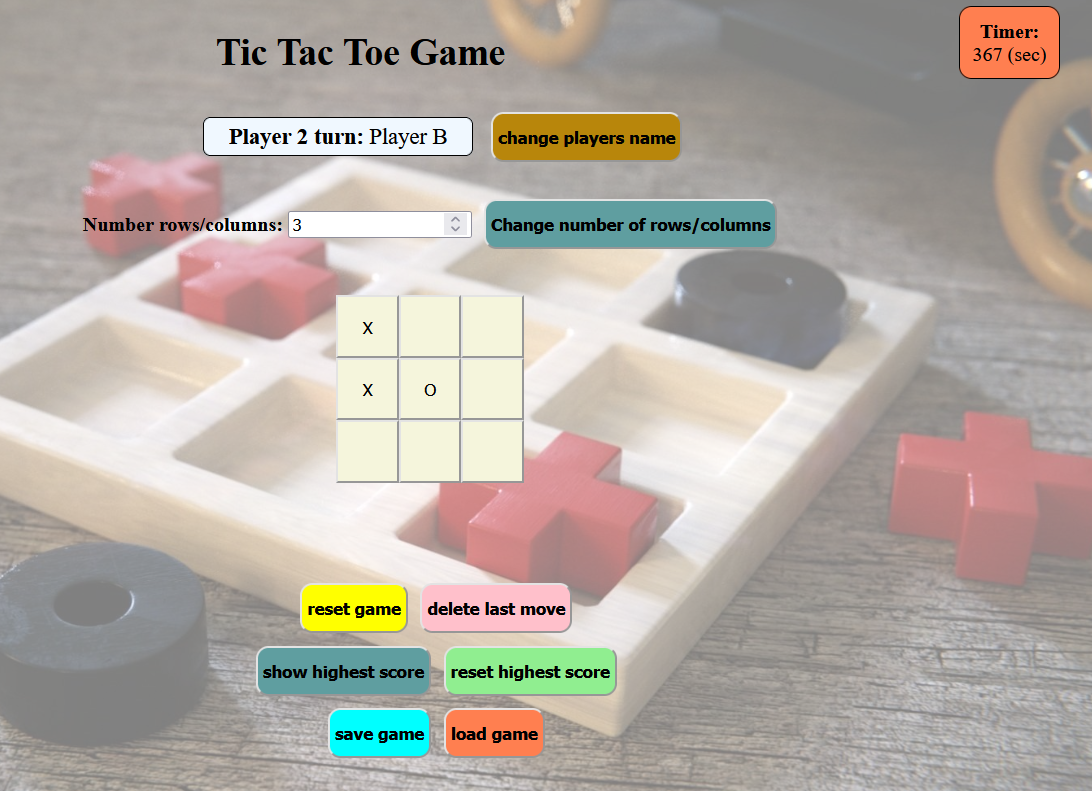 Tic Tac Toe Game
Timer:
367 (sec)
Player 2 turn: Player B
change players name
Number rows/columns: 3
Change number of rows/columns
X
X O
reset game
delete last move
show highest score
reset highest score
save game
load game